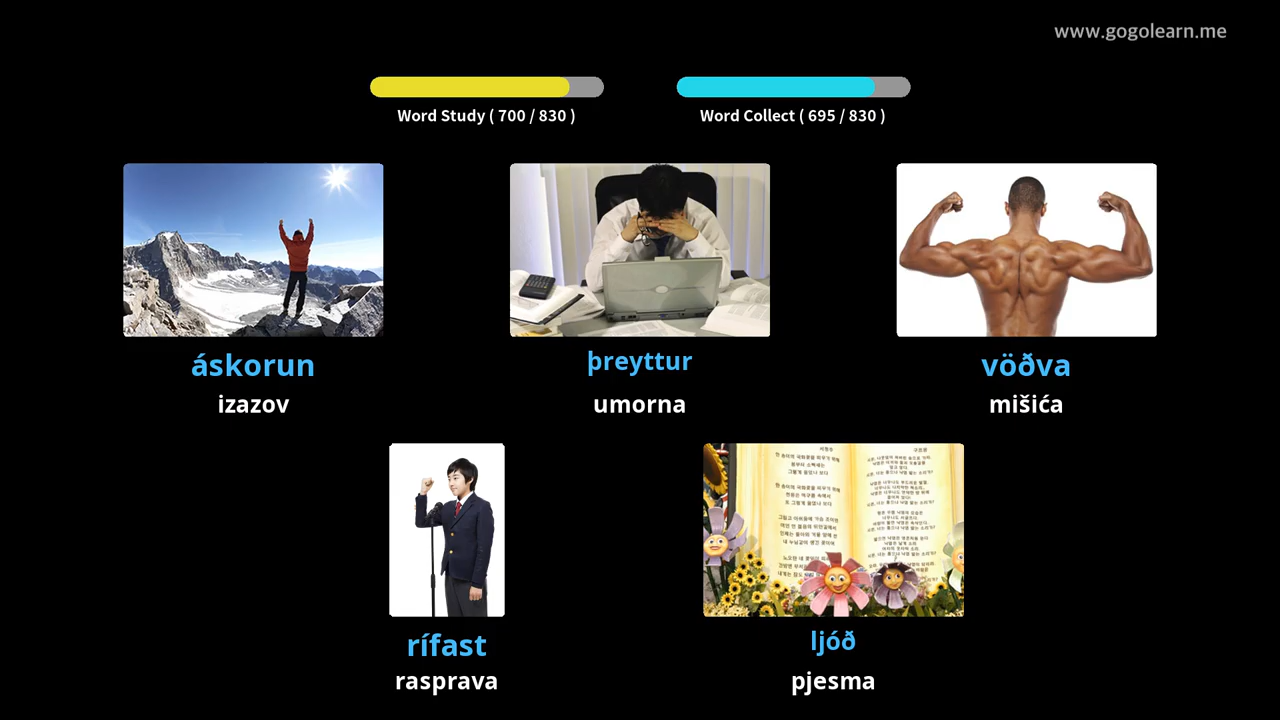 www.gogolearn.me
Word Study ( 700 / 830 )
Word Collect ( 695 / 830 )
áskorun
þreyttur
vöðva
izazov
umorna
mišića
rífast
ljóð
rasprava
pjesma